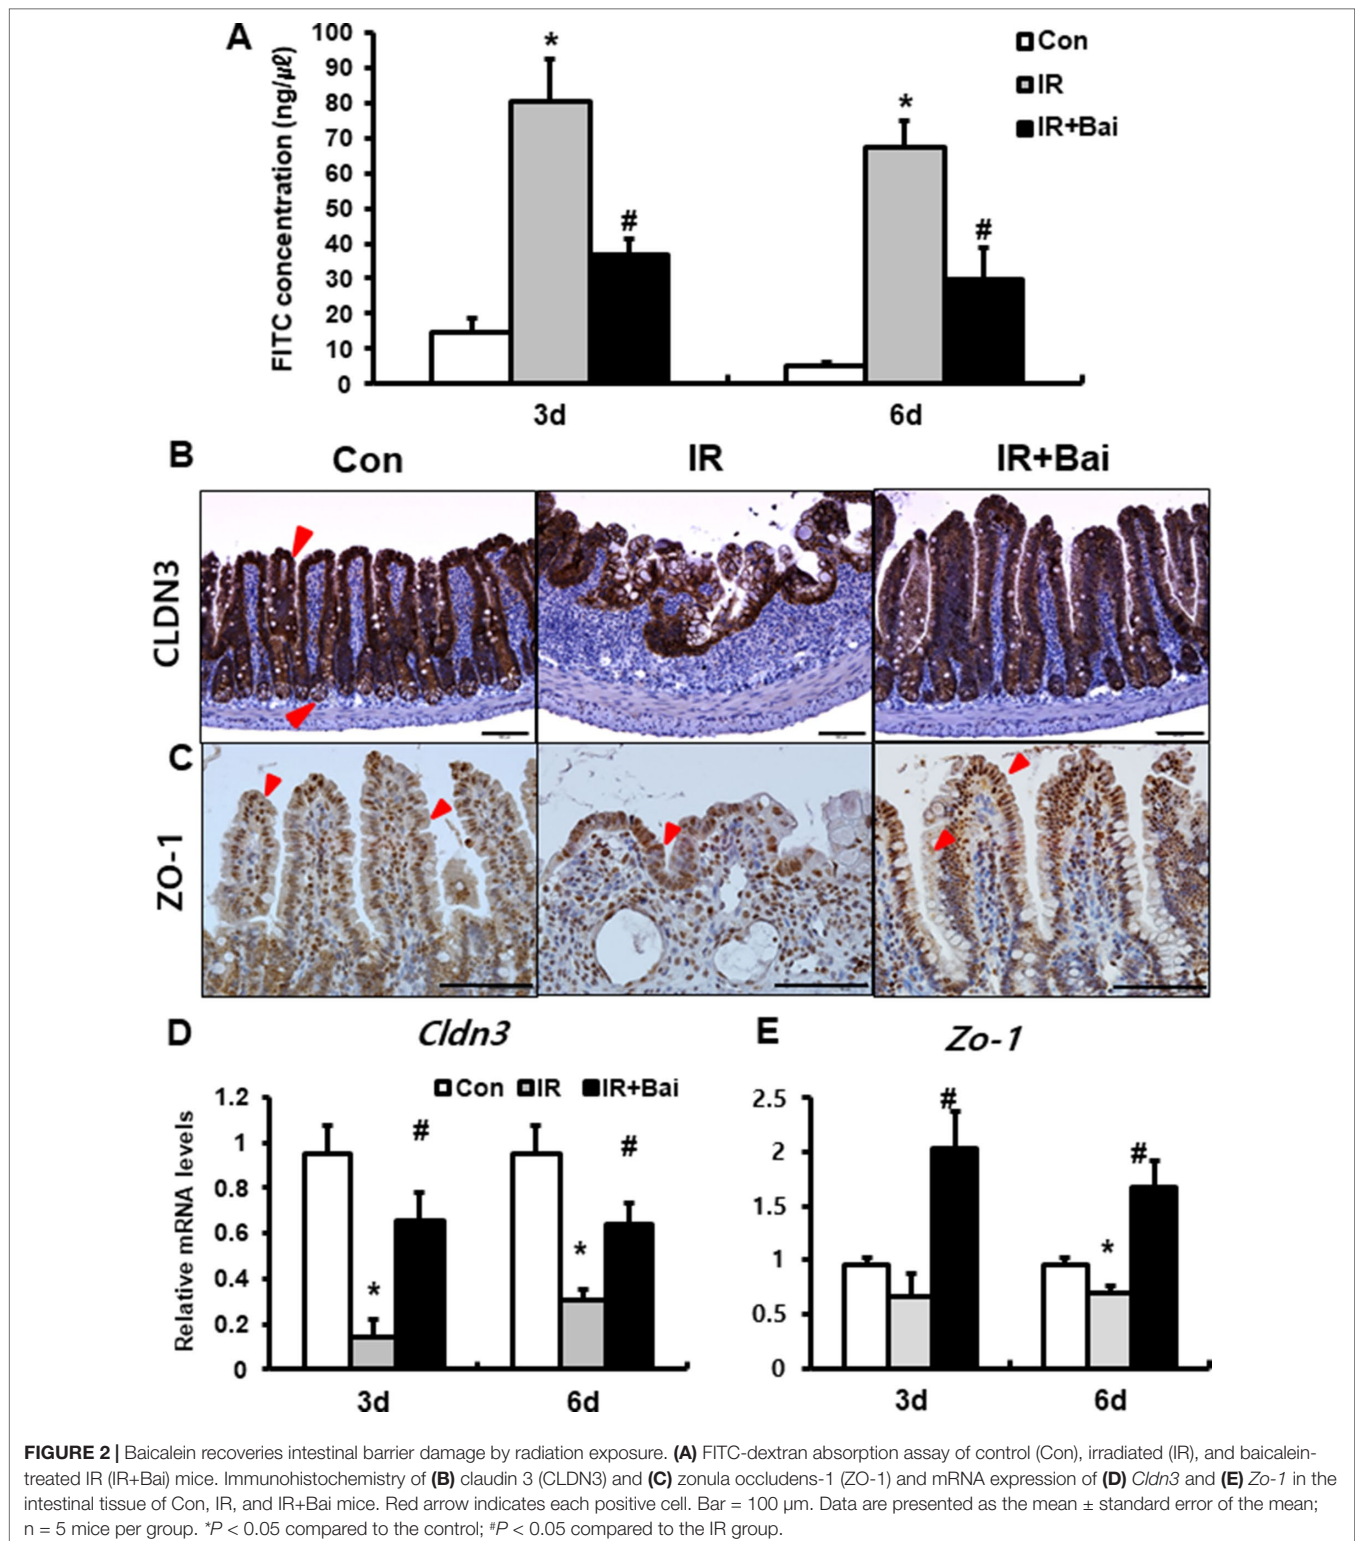 A
100
90
80
70
60
50
40
30
20
10
0
FITC concentration (ng/㎕)
*
#
*
#
Con
IR
IR+Bai
3d
6d
B
Con
IR
IR+Bai
CLDN3
C
ZO-1
D
Cldn3
Con IR IR+Bai
Relative mRNA levels
1.2
1
0.8
0.6
0.4
0.2
0
*
#
*
#
3d
6d
E
Zo-1
2.5
2
1.5
1
0.5
0
#
*
#
3d
6d
FIGURE 2 | Baicalein recoveries intestinal barrier damage by radiation exposure. (A) FITC-dextran absorption assay of control (Con), irradiated (IR), and baicalein-
treated IR (IR+Bai) mice. Immunohistochemistry of (B) claudin 3 (CLDN3) and (C) zonula occludens-1 (ZO-1) and mRNA expression of (D) Cldn3 and (E) Zo-1 in the
intestinal tissue of Con, IR, and IR+Bai mice. Red arrow indicates each positive cell. Bar = 100 μm. Data are presented as the mean ± standard error of the mean;
n = 5 mice per group. *P < 0.05 compared to the control; #P < 0.05 compared to the IR group.